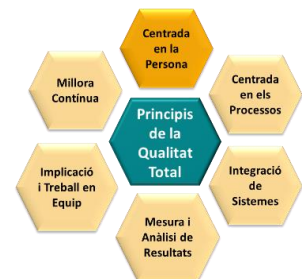 Centrada
en la
Persona
Centrada
en els
Processos
Integració
de
Sistemes
Mesura i
Anàlisi de
Resultats
Implicació
i Treball en
Equip
Millora
Contínua
Principis
de la
Qualitat
Total